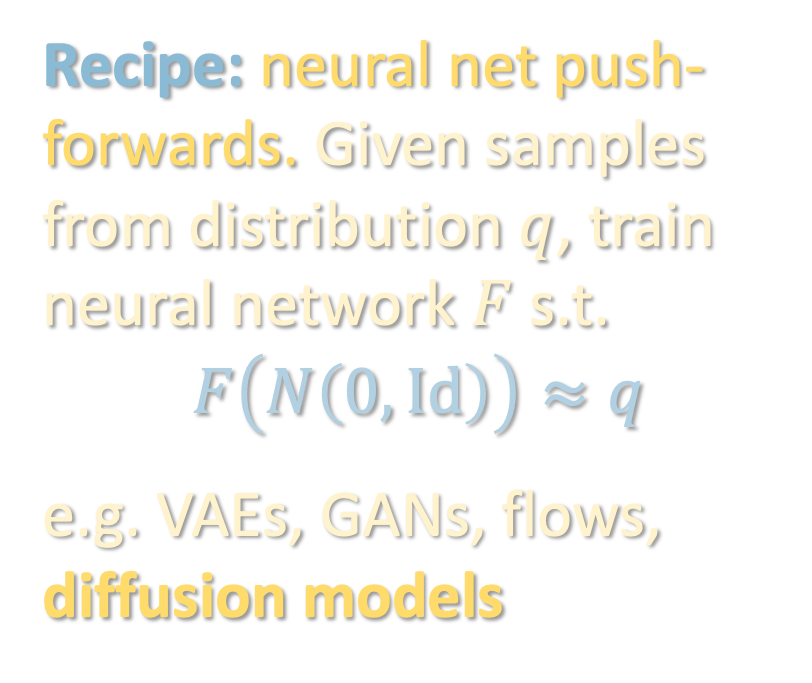 Recipe: neural net push-
forwards. Given samples
from distribution q, train
neural network F s.t.
F(N(0, Id)) ≈ q
e.g. VAEs, GANs, flows,
diffusion models